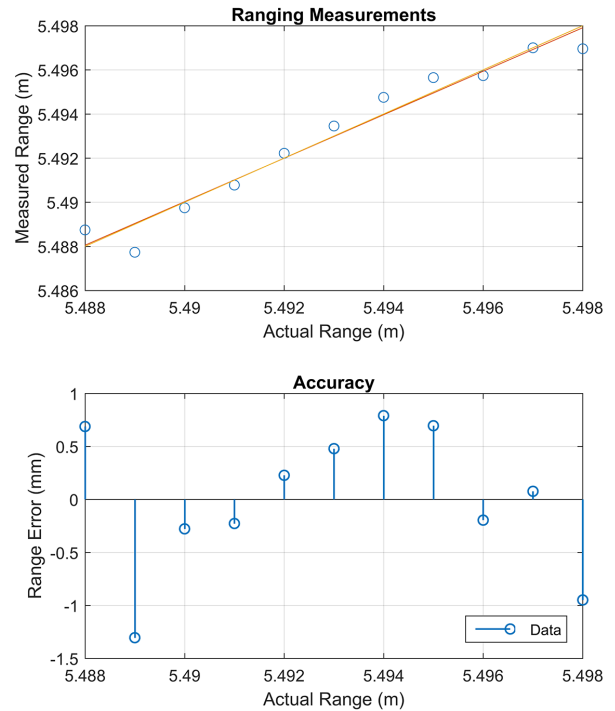 Ranging Measurements
5.498
5.496
5.494
5.492
5.49
5.488
5.486
Measured Range (m)
5.488 5.49 5.492 5.494 5.496 5.498
Actual Range (m)
Accuracy
1
0.5
0
-0.5
-1
-1.5
Range Error (mm)
Data
5.488 5.49 5.492 5.494 5.496 5.498
Actual Range (m)